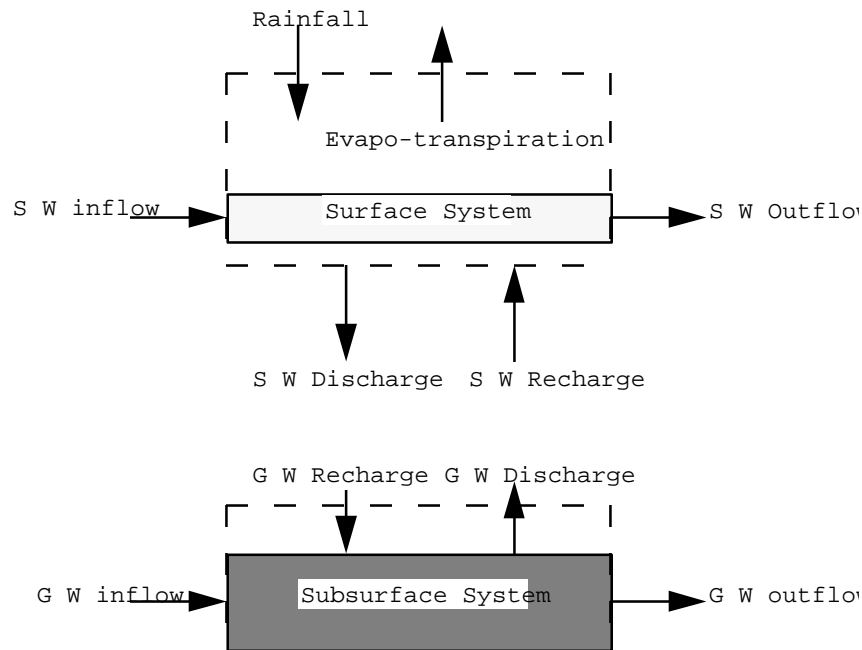 Rainfall
Evapo-transpiration
S W inflow
Surface System
S W Outflow
S W Discharge
S W Recharge
G W Recharge
G W Discharge
G W inflow
Subsurface System
G W outflow